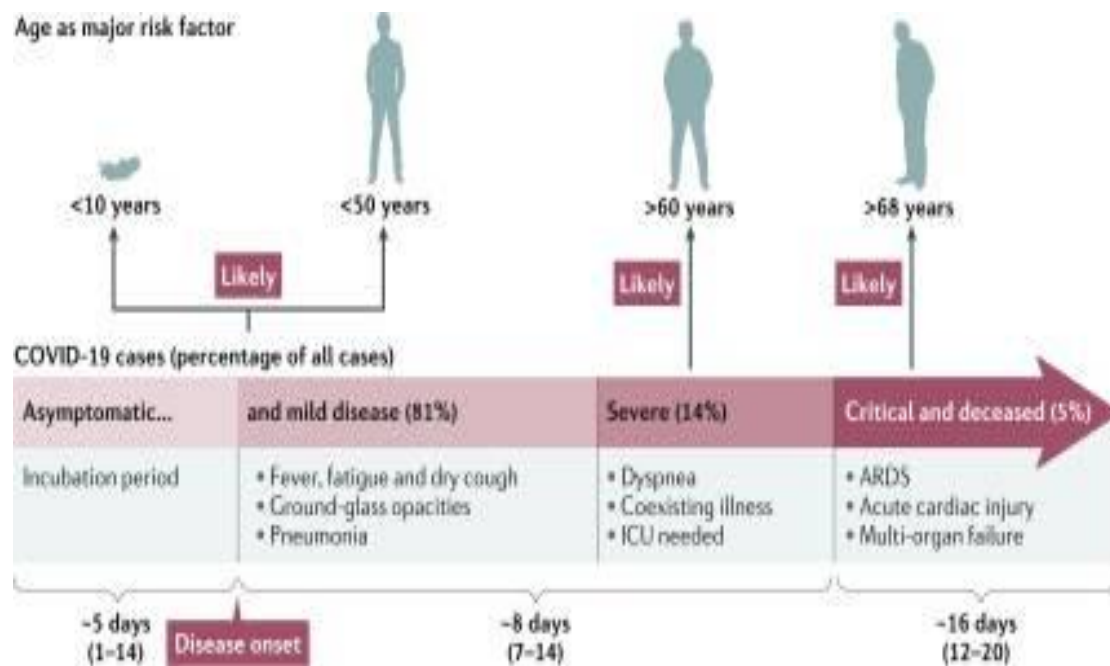 Age as major risk factor
<10 years
<50 years
>60 years
>68 years
Likely
Likely
Likely
COVID-19 cases (percentage of all cases)
Asymptomatic...
and mild disease (81%)
Severe (14%)
Critical and deceased (5%)
Incubation period
• Fever, fatigue and dry cough
• Ground-glass opacities
• Pneumonia
• Dyspnea
• Coexisting illness
• ICU needed
• ARDS
• Acute cardiac injury
• Multi-organ failure
~5 days
(1–14)
Disease onset
~8 days
(7–14)
~16 days
(12–20)